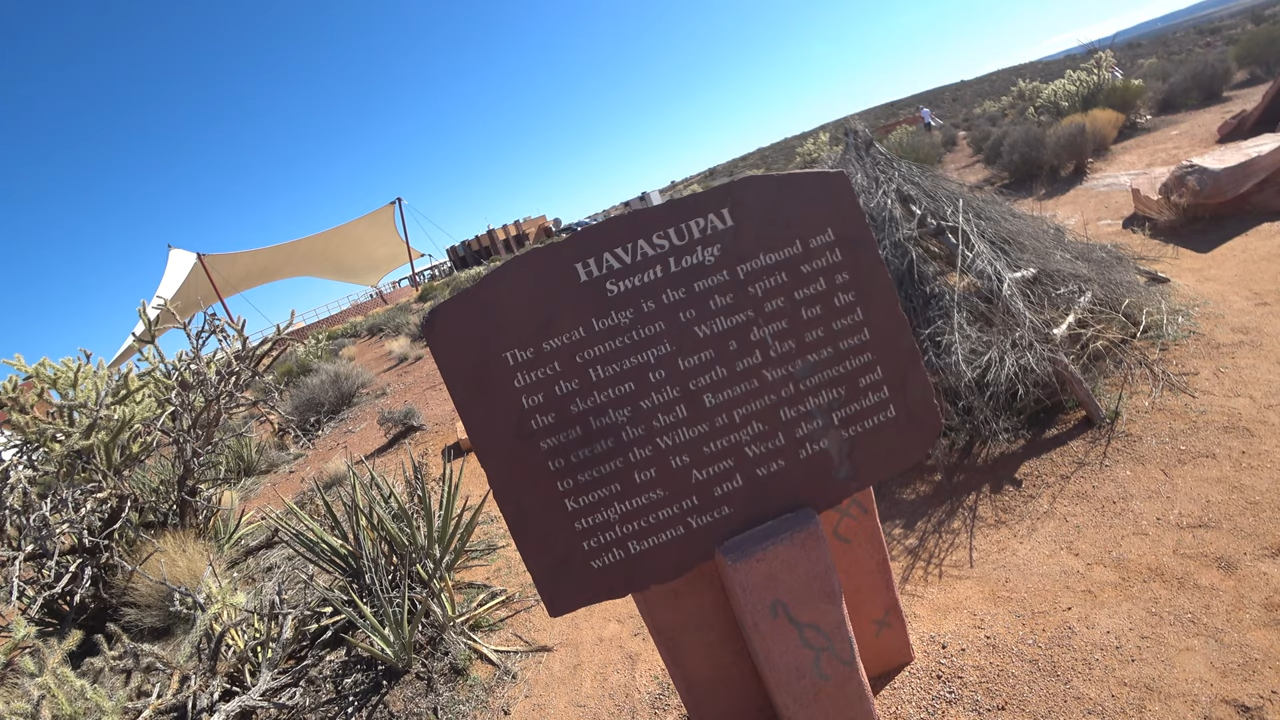 HAVASUPAI
Sweat Lodge
The sweat lodge is the most profound and
direct connection to the spirit world
for the Havasupai. Willows are used as
the skeleton to form a dome for the
sweat lodge while earth and clay are used
to create the shell. Banana Yucca was used
to secure the Willow at points of connection.
Known for its strength, flexibility and
straightness. Arrow Weed also provided
reinforcement and was also secured
with Banana Yucca.